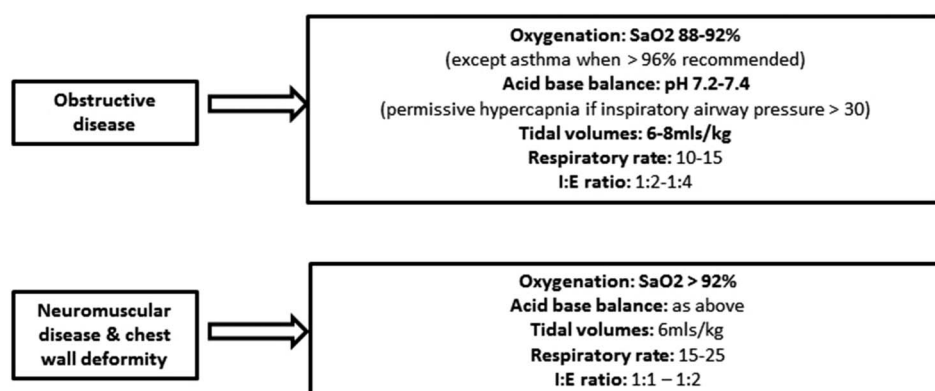 Obstructive
disease
Oxygenation: SaO2 88-92%
(except asthma when > 96% recommended)
Acid base balance: pH 7.2-7.4
(permissive hypercapnia if inspiratory airway pressure > 30)
Tidal volumes: 6-8mls/kg
Respiratory rate: 10-15
I:E ratio: 1:2-1:4
Neuromuscular
disease & chest
wall deformity
Oxygenation: SaO2 > 92%
Acid base balance: as above
Tidal volumes: 6mls/kg
Respiratory rate: 15-25
I:E ratio: 1:1 – 1:2